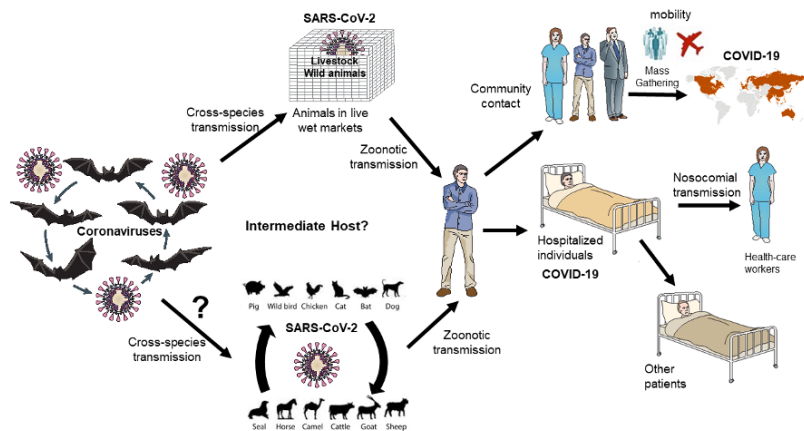 SARS-CoV-2
Livestock
Wild animals
Cross-species
transmission
Animals in live
wet markets
Zoonotic
transmission
Community
contact
mobility
Mass
Gathering
COVID-19
Coronaviruses
Intermediate Host?
?
Cross-species
transmission
Pig Wild bird Chicken Cat Bat Dog
SARS-CoV-2
Seal Horse Camel Cattle Goat Sheep
Zoonotic
transmission
Hospitalized
individuals
COVID-19
Nosocomial
transmission
Health-care
workers
Other
patients